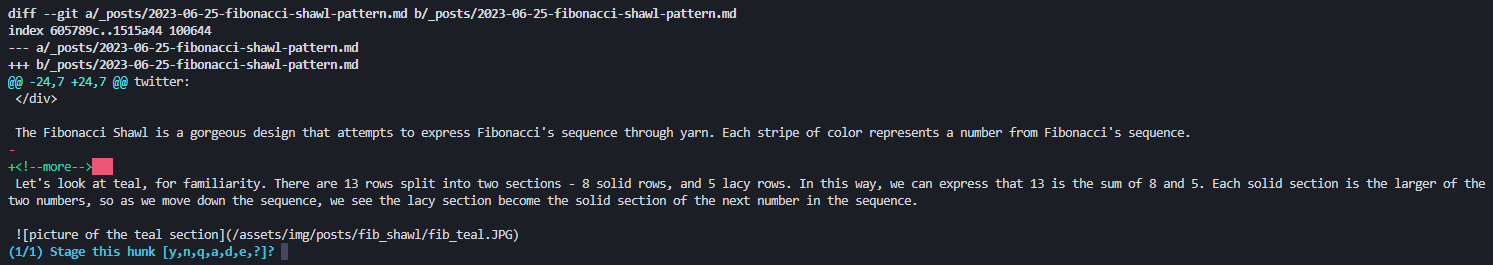 diff --git a/_posts/2023-06-25-fibonacci-shawl-pattern.md b/_posts/2023-06-25-fibonacci-shawl-pattern.md
index 605789c..1515a44 100644
--- a/_posts/2023-06-25-fibonacci-shawl-pattern.md
+++ b/_posts/2023-06-25-fibonacci-shawl-pattern.md
@@ -24,7 +24,7 @@ twitter:
 </div>

 The Fibonacci Shawl is a gorgeous design that attempts to express Fibonacci's sequence through yarn. Each stripe of color represents a number from Fibonacci's sequence.
-
+<!--more-->
 Let's look at teal, for familiarity. There are 13 rows split into two sections - 8 solid rows, and 5 lacy rows. In this way, we can express that 13 is the sum of 8 and 5. Each solid section is the larger of the
two numbers, so as we move down the sequence, we see the lacy section become the solid section of the next number in the sequence.

 ![picture of the teal section](/assets/img/posts/fib_shawl/fib_teal.JPG)
(1/1) Stage this hunk [y,n,q,a,d,e,?]?